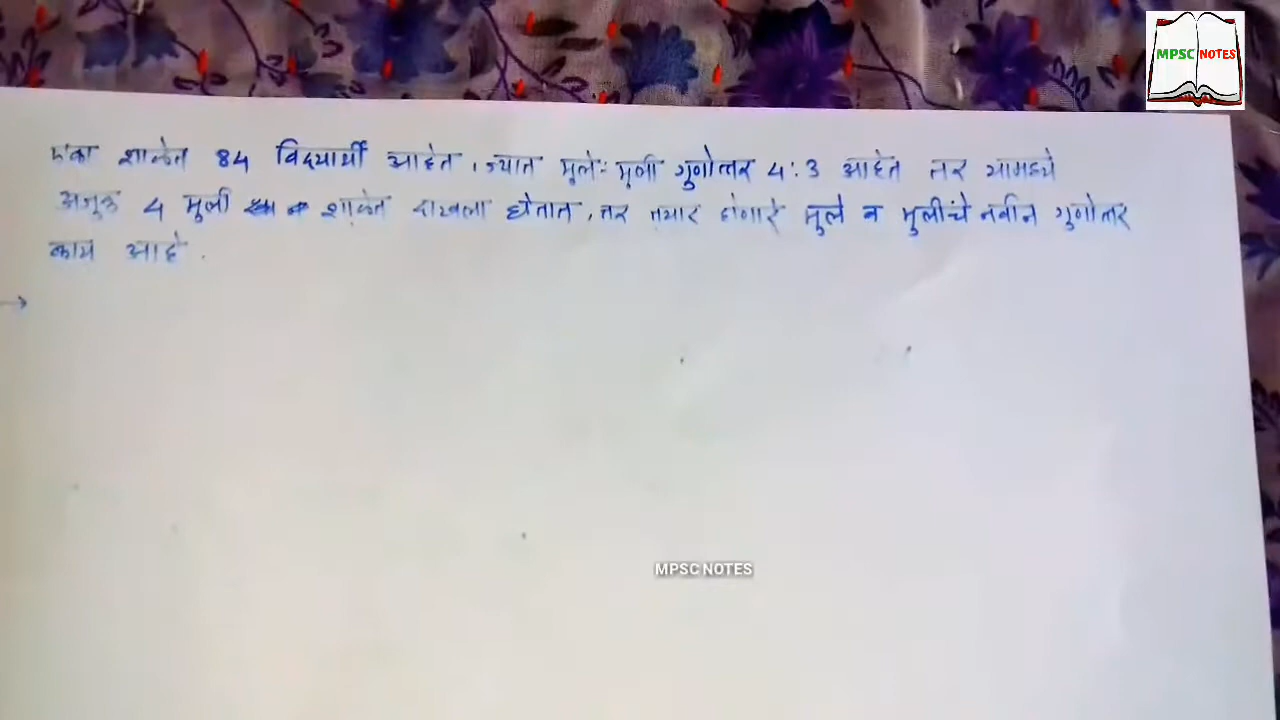 MPSC NOTES
एका शाळेत 84 विद्यार्थी आहेत, ज्यात मुले : मुली गुणोत्तर 4:3 आहेत तर यामध्ये
अजुक 4 मुली शाळेत दाखला घेतात, तर तयार होणारे मुले व मुलींचे नवीन गुणोत्तर
काय आहे.
→
MPSC NOTES